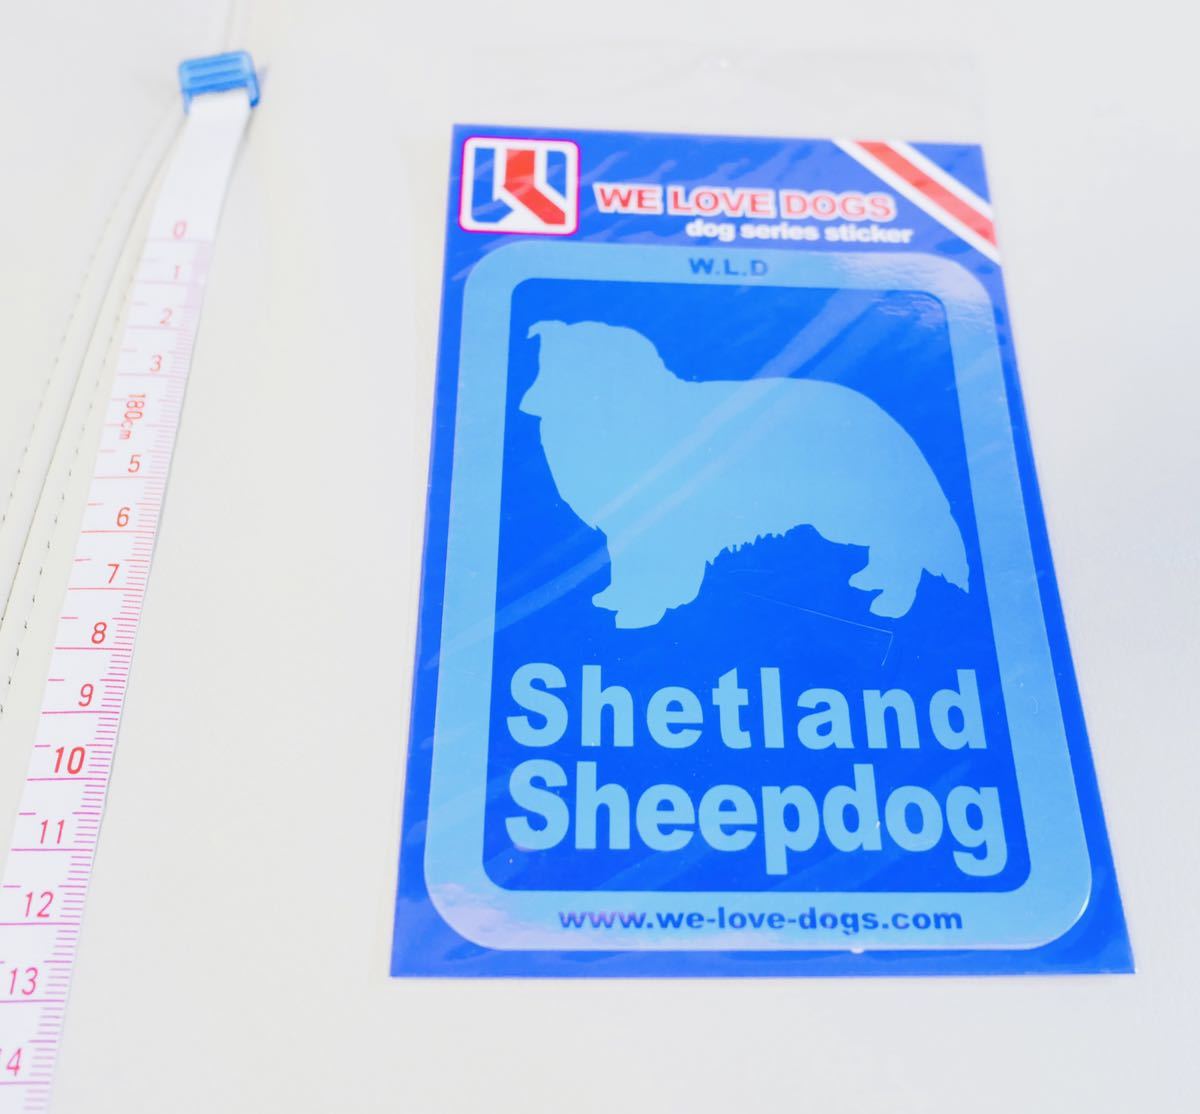 WE LOVE DOGS
dog series sticker
W.L.D
Shetland
Sheepdog
www.we-love-dogs.com
0
1
2
3
180cm
5
6
7
8
9
10
11
12
13
14